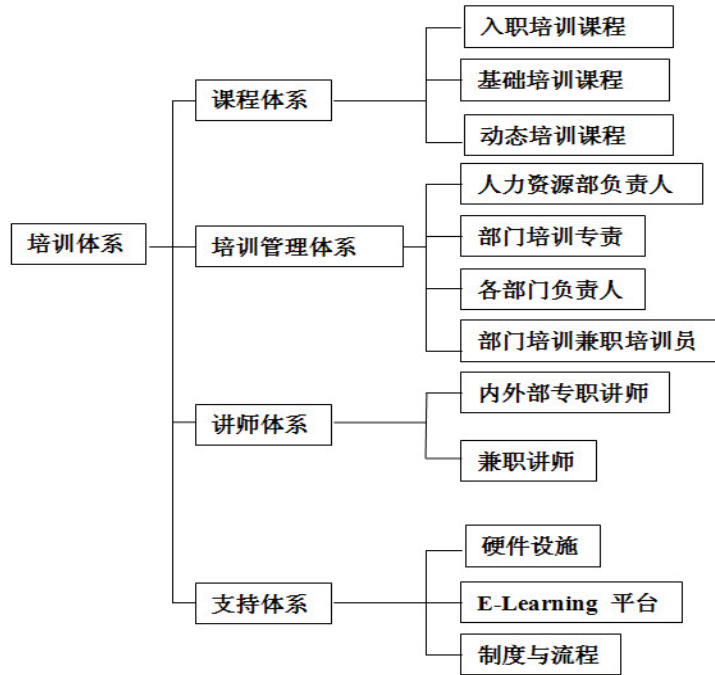 入职培训课程
课程体系
基础培训课程
动态培训课程
人力资源部负责人
培训体系
培训管理体系
部门培训专责
各部门负责人
部门培训兼职培训员
讲师体系
内外部专职讲师
兼职讲师
硬件设施
支持体系
E-Learning 平台
制度与流程